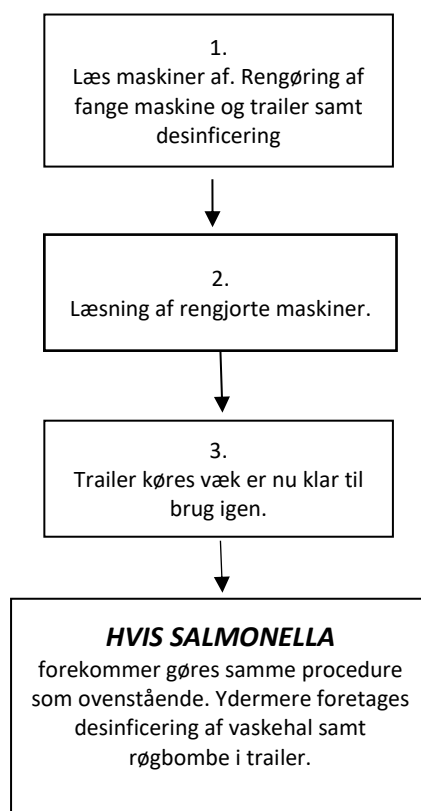 1.
Læs maskiner af. Rengøring af
fange maskine og trailer samt
desinficering
2.
Læsning af rengjorte maskiner.
3.
Trailer køres væk er nu klar til
brug igen.
HVIS SALMONELLA
forekommer gøres samme procedure
som ovenstående. Ydermere foretages
desinficering af vaskehal samt
røgbombe i trailer.